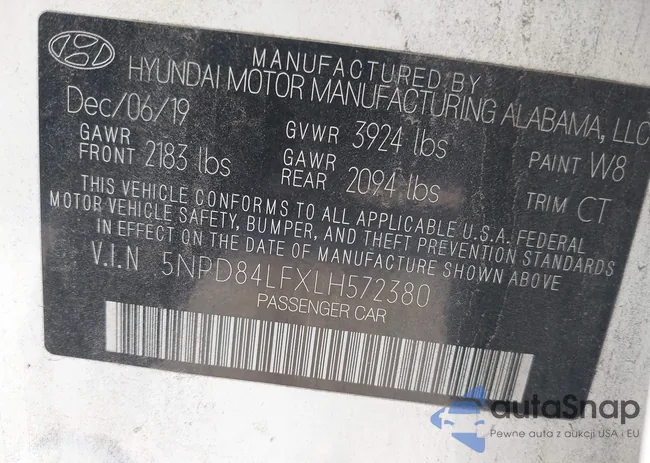 MANUFACTURED BY
HYUNDAI MOTOR MANUFACTURING ALABAMA, LLC
Dec/06/19
GVWR 3924 lbs
PAINT W8
GAWR FRONT 2183 lbs
GAWR REAR 2094 lbs
TRIM CT
THIS VEHICLE CONFORMS TO ALL APPLICABLE U.S.A. FEDERAL
MOTOR VEHICLE SAFETY, BUMPER, AND THEFT PREVENTION STANDARDS
IN EFFECT ON THE DATE OF MANUFACTURE SHOWN ABOVE
V.I.N 5NPD84LFXLH572380
PASSENGER CAR
autaSnap
Pewne auta z aukcji USA i EU